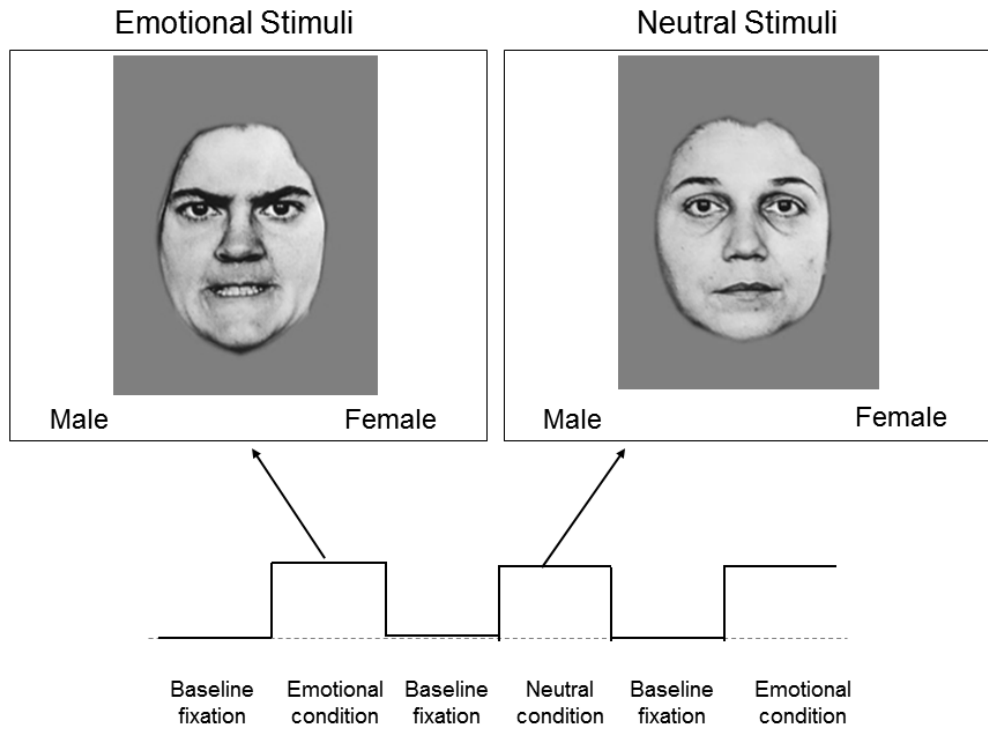 Emotional Stimuli
Neutral Stimuli
Male
Female
Male
Female
Baseline
fixation
Emotional
condition
Baseline
fixation
Neutral
condition
Baseline
fixation
Emotional
condition